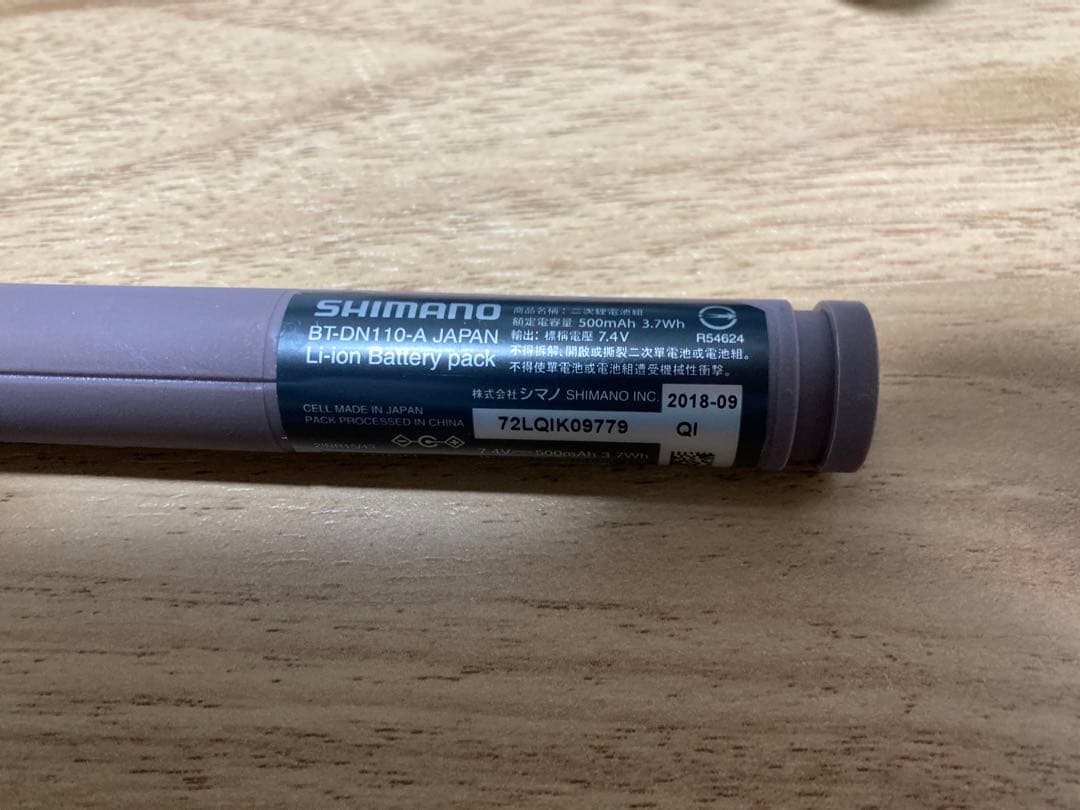 SHIMANO
BT-DN110-A JAPAN
Li-ion Battery pack
商品名稱：二次鋰電池組
額定電容量 500mAh 3.7Wh
輸出：標稱電壓 7.4V
不得拆解、開啟或撕裂二次單電池或電池組。
不得使單電池或電池組遭受機械性衝擊。
R54624
株式会社シマノ SHIMANO INC.
2018-09
CELL MADE IN JAPAN
PACK PROCESSED IN CHINA
72LQIK09779
QI
7.4V 500mAh 3.7Wh